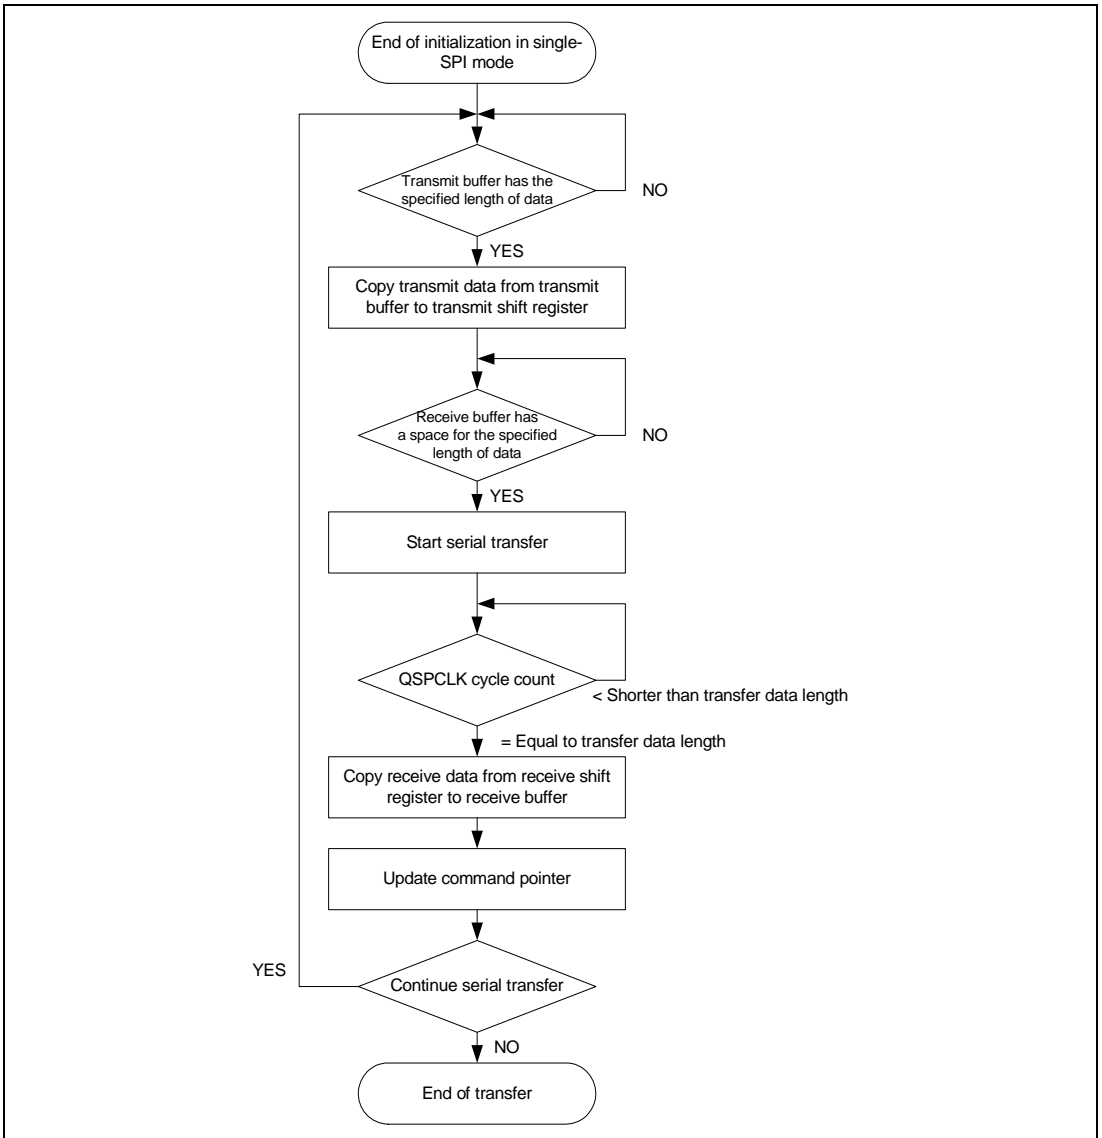 End of initialization in single-
SPI mode
Transmit buffer has the
specified length of data
NO
YES
Copy transmit data from transmit
buffer to transmit shift register
Receive buffer has
a space for the specified
length of data
NO
YES
Start serial transfer
QSPCLK cycle count
< Shorter than transfer data length
= Equal to transfer data length
Copy receive data from receive shift
register to receive buffer
Update command pointer
YES
Continue serial transfer
NO
End of transfer